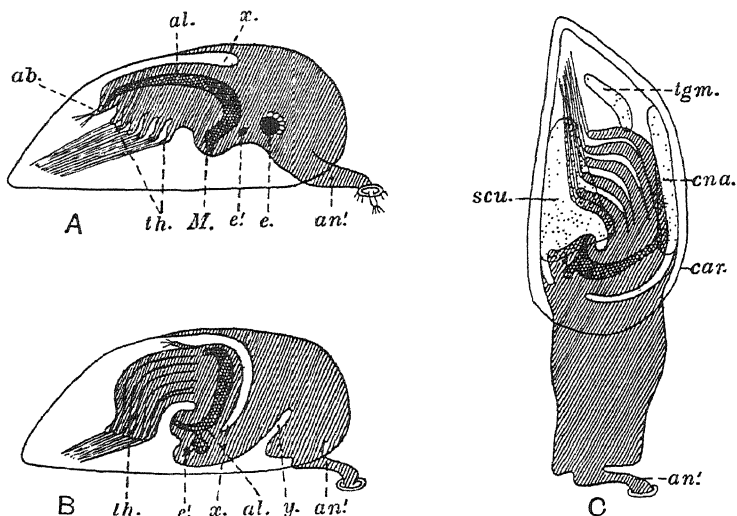 al. x.
ab.
th. M. e! e. an!
A
th. e! x. al. y. an!
B
tgm.
scu. cna.
car.
an!
C